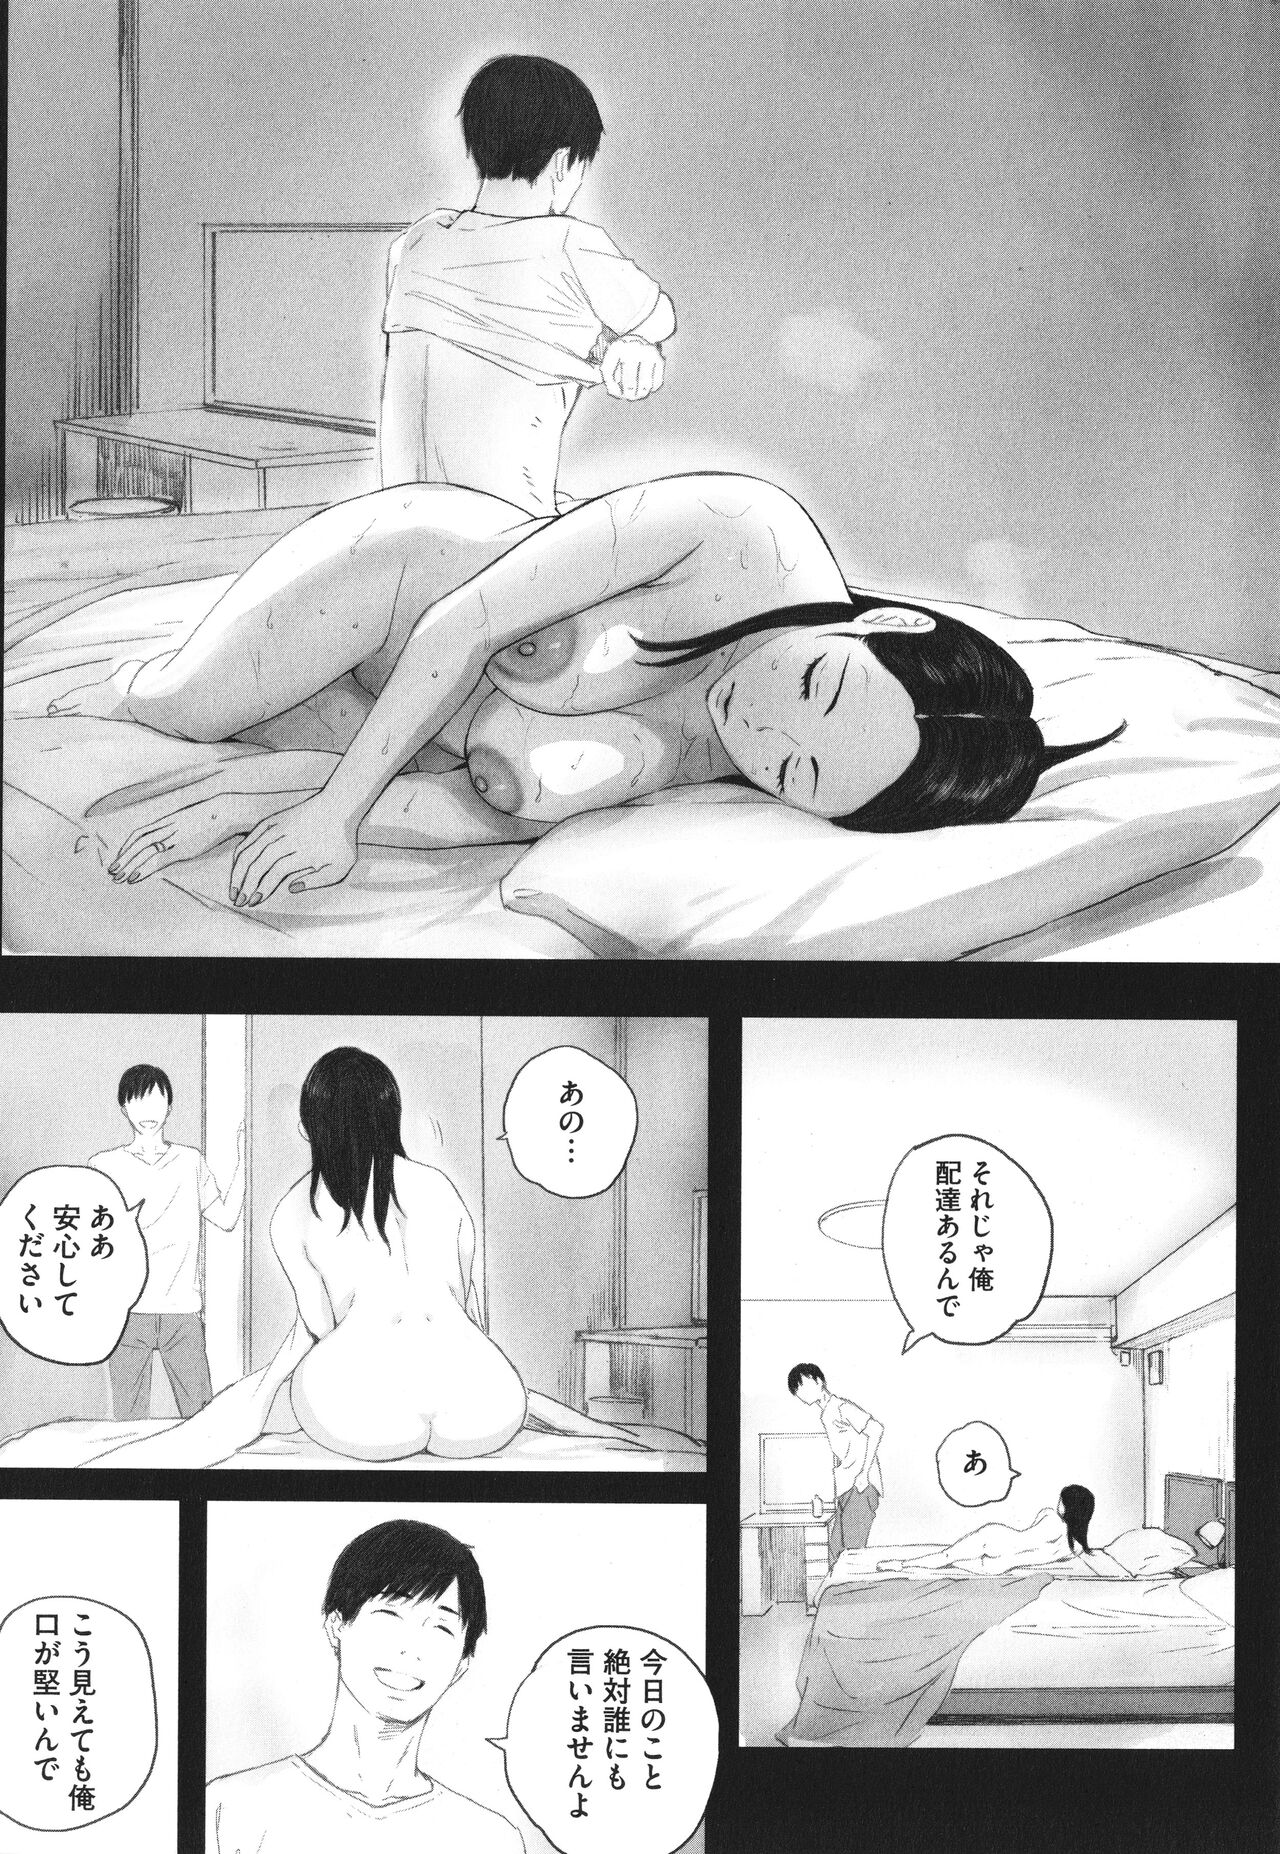 それじゃ俺
配達あるんで
あ
あの…
ああ
安心して
ください
今日のこと
絶対誰にも
言いませんよ
こう見えても俺
口が堅いんで